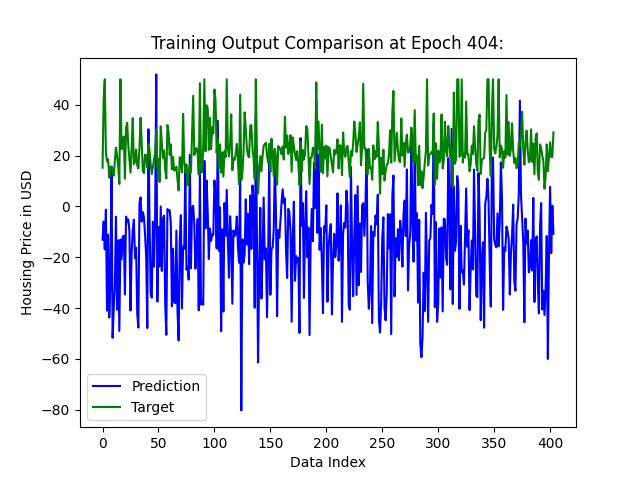 Training Output Comparison at Epoch 404:
Housing Price in USD
40
20
0
−20
−40
−60
−80
Prediction
Target
0 50 100 150 200 250 300 350 400
Data Index